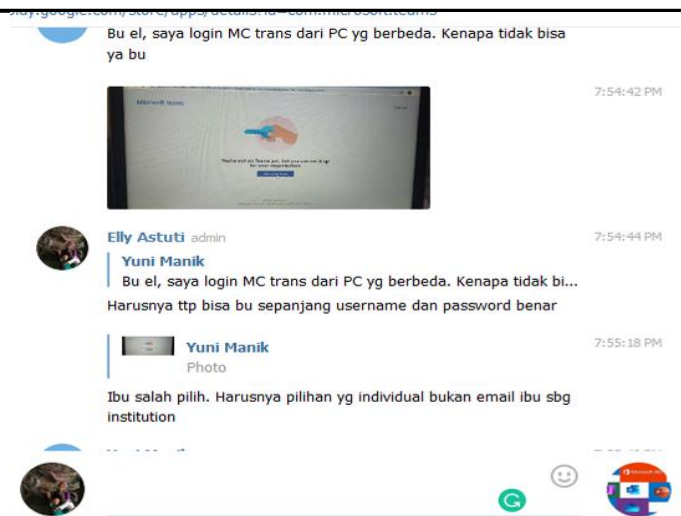 play.google.com/store/apps/details?id=com.microsoft.teams
Bu el, saya login MC trans dari PC yg berbeda. Kenapa tidak bisa
ya bu
7:54:42 PM
Microsoft Teams
Elly Astuti admin
7:54:44 PM
Yuni Manik
Bu el, saya login MC trans dari PC yg berbeda. Kenapa tidak bi...
Harusnya ttp bisa bu sepanjang username dan password benar
Yuni Manik
7:55:18 PM
Photo
Ibu salah pilih. Harusnya pilihan yg individual bukan email ibu sbg
institution